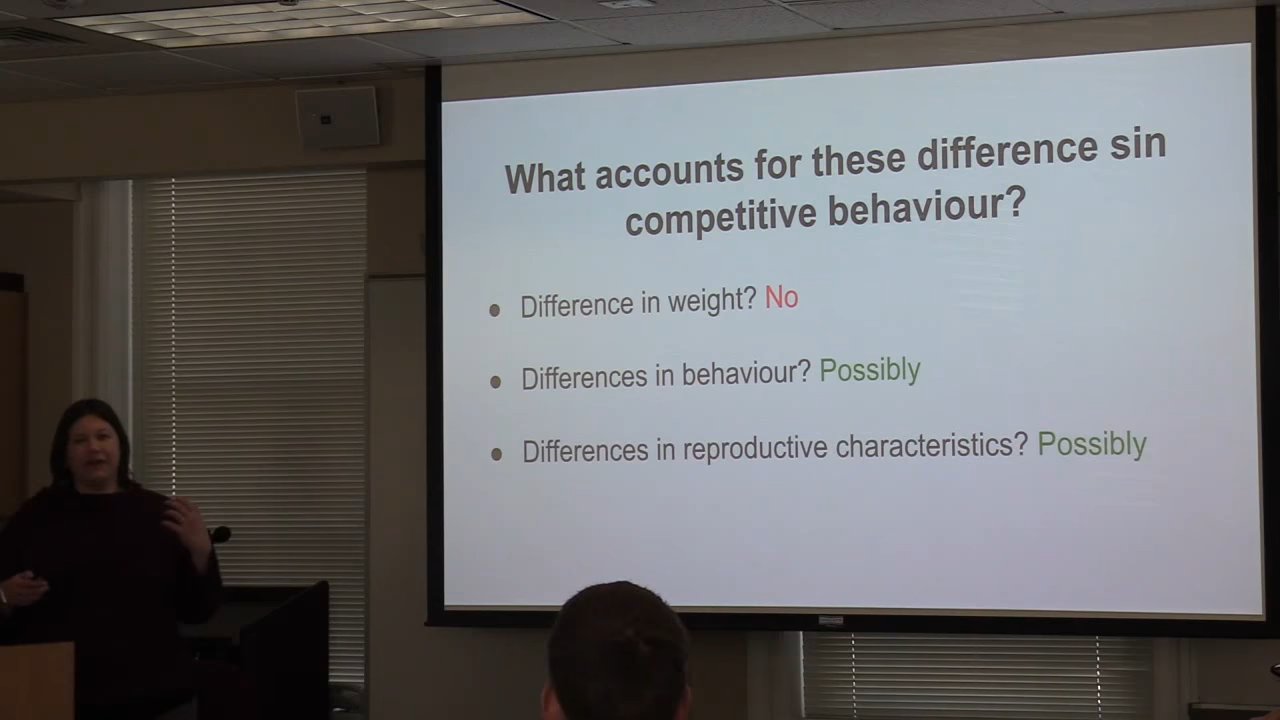 What accounts for these difference sin
competitive behaviour?
• Difference in weight? No
• Differences in behaviour? Possibly
• Differences in reproductive characteristics? Possibly